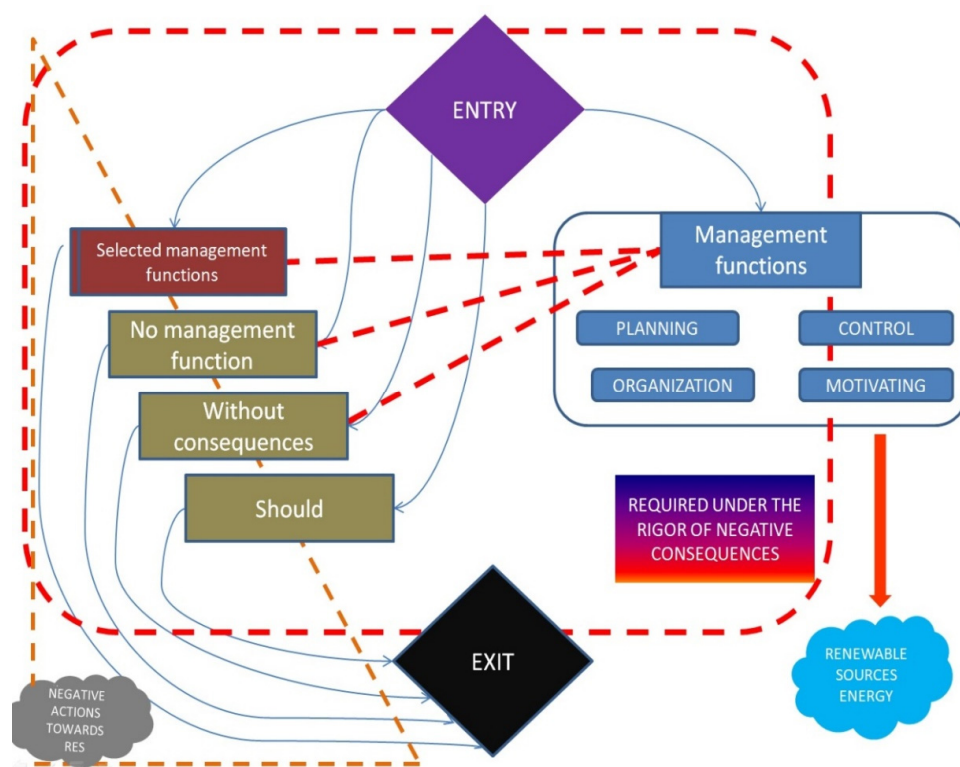 ENTRY
Selected management
functions
Management
functions
No management
function
PLANNING
CONTROL
ORGANIZATION
MOTIVATING
Without
consequences
Should
REQUIRED UNDER THE
RIGOR OF NEGATIVE
CONSEQUENCES
EXIT
RENEWABLE
SOURCES
ENERGY
NEGATIVE
ACTIONS
TOWARDS
RES